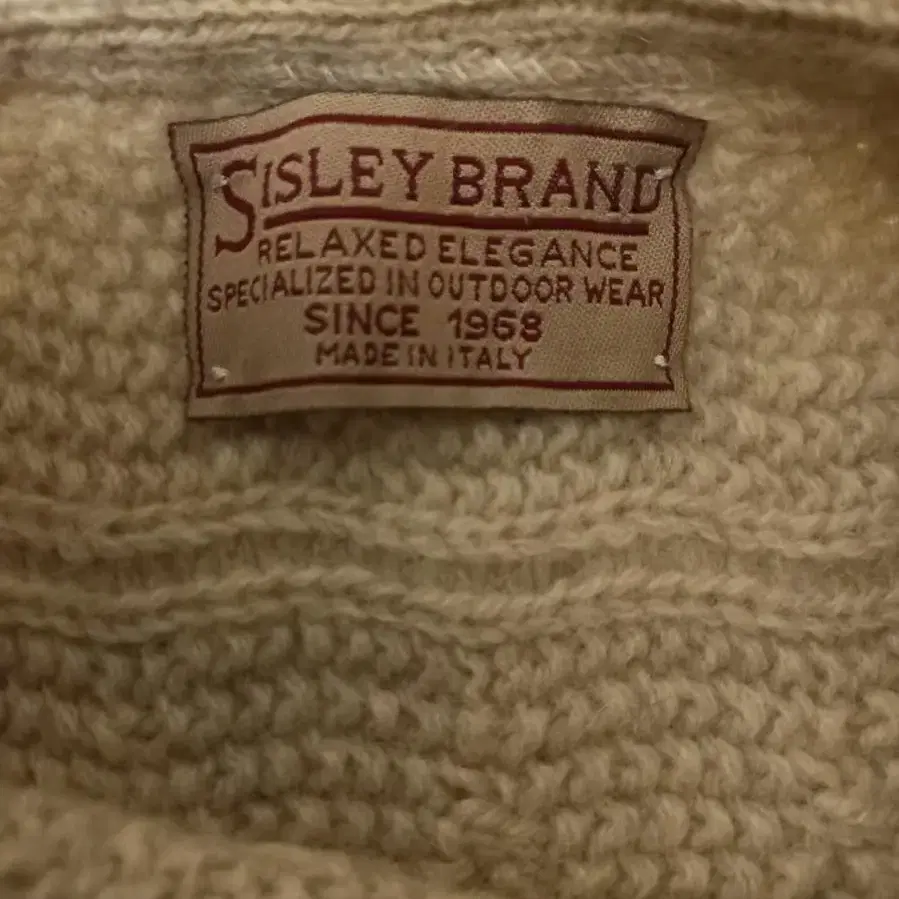 SISLEY BRAND
RELAXED ELEGANCE
SPECIALIZED IN OUTDOOR WEAR
SINCE 1968
MADE IN ITALY